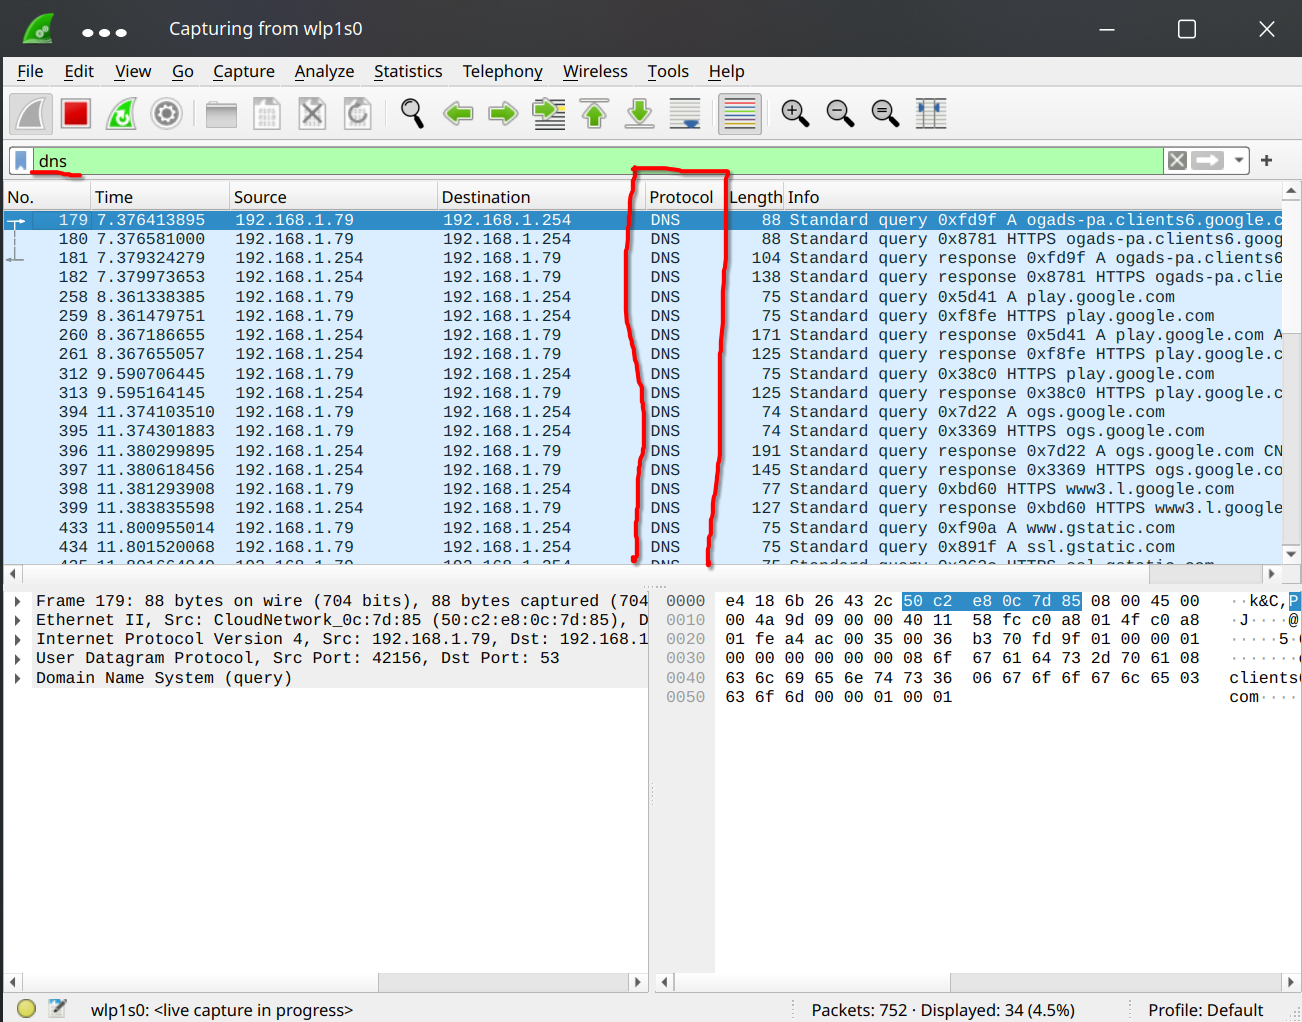 Capturing from wlp1s0
File Edit View Go Capture Analyze Statistics Telephony Wireless Tools Help
dns
No. Time Source Destination Protocol Length Info
179 7.376413895 192.168.1.79 192.168.1.254 DNS 88 Standard query 0xfd9f A ogads-pa.clients6.google.c
180 7.376581000 192.168.1.79 192.168.1.254 DNS 88 Standard query 0x8781 HTTPS ogads-pa.clients6.goog
181 7.379324279 192.168.1.254 192.168.1.79 DNS 104 Standard query response 0xfd9f A ogads-pa.clients6
182 7.379973653 192.168.1.254 192.168.1.79 DNS 138 Standard query response 0x8781 HTTPS ogads-pa.clie
258 8.361338385 192.168.1.79 192.168.1.254 DNS 75 Standard query 0x5d41 A play.google.com
259 8.361479751 192.168.1.79 192.168.1.254 DNS 75 Standard query 0xf8fe HTTPS play.google.com
260 8.367186655 192.168.1.254 192.168.1.79 DNS 171 Standard query response 0x5d41 A play.google.com A
261 8.367655057 192.168.1.254 192.168.1.79 DNS 125 Standard query response 0xf8fe HTTPS play.google.c
312 9.590706445 192.168.1.79 192.168.1.254 DNS 75 Standard query 0x38c0 HTTPS play.google.com
313 9.595164145 192.168.1.254 192.168.1.79 DNS 125 Standard query response 0x38c0 HTTPS play.google.c
394 11.374103510 192.168.1.79 192.168.1.254 DNS 74 Standard query 0x7d22 A ogs.google.com
395 11.374301883 192.168.1.79 192.168.1.254 DNS 74 Standard query 0x3369 HTTPS ogs.google.com
396 11.380299895 192.168.1.254 192.168.1.79 DNS 191 Standard query response 0x7d22 A ogs.google.com CN
397 11.380618456 192.168.1.254 192.168.1.79 DNS 145 Standard query response 0x3369 HTTPS ogs.google.co
398 11.381293908 192.168.1.79 192.168.1.254 DNS 77 Standard query 0xbd60 HTTPS www3.l.google.com
399 11.383835598 192.168.1.254 192.168.1.79 DNS 127 Standard query response 0xbd60 HTTPS www3.l.google
433 11.800955014 192.168.1.79 192.168.1.254 DNS 75 Standard query 0xf90a A www.gstatic.com
434 11.801520068 192.168.1.79 192.168.1.254 DNS 75 Standard query 0x891f A ssl.gstatic.com
Frame 179: 88 bytes on wire (704 bits), 88 bytes captured (704
Ethernet II, Src: CloudNetwork_0c:7d:85 (50:c2:e8:0c:7d:85), D
Internet Protocol Version 4, Src: 192.168.1.79, Dst: 192.168.1
User Datagram Protocol, Src Port: 42156, Dst Port: 53
Domain Name System (query)
0000 e4 18 6b 26 43 2c 50 c2 e8 0c 7d 85 08 00 45 00 ··k&C,P
0010 00 4a 9d 09 00 00 40 11 58 fc c0 a8 01 4f c0 a8 ·J····@
0020 01 fe a4 ac 00 35 00 36 b3 70 fd 9f 01 00 00 01 ·····5·6
0030 00 00 00 00 00 00 08 6f 67 61 64 73 2d 70 61 08 ·······o
0040 63 6c 69 65 6e 74 73 36 06 67 6f 6f 67 6c 65 03 clients6
0050 63 6f 6d 00 00 01 00 01 com·····
wlp1s0: <live capture in progress> Packets: 752 · Displayed: 34 (4.5%) Profile: Default